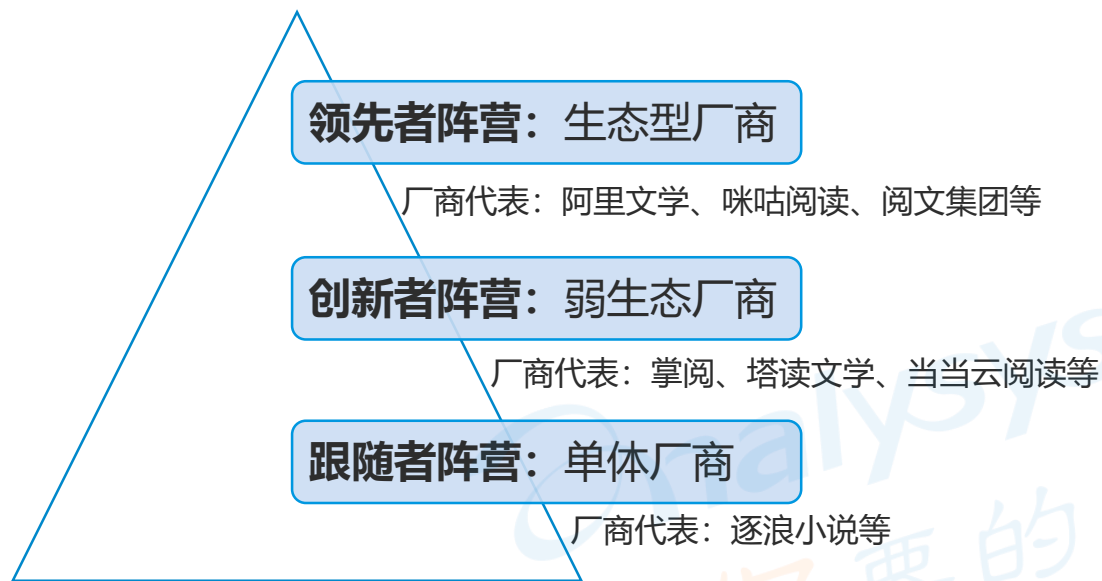 领先者阵营：生态型厂商
厂商代表：阿里文学、咪咕阅读、阅文集团等
创新者阵营：弱生态厂商
厂商代表：掌阅、塔读文学、当当云阅读等
跟随者阵营：单体厂商
厂商代表：逐浪小说等
nalysys
要的